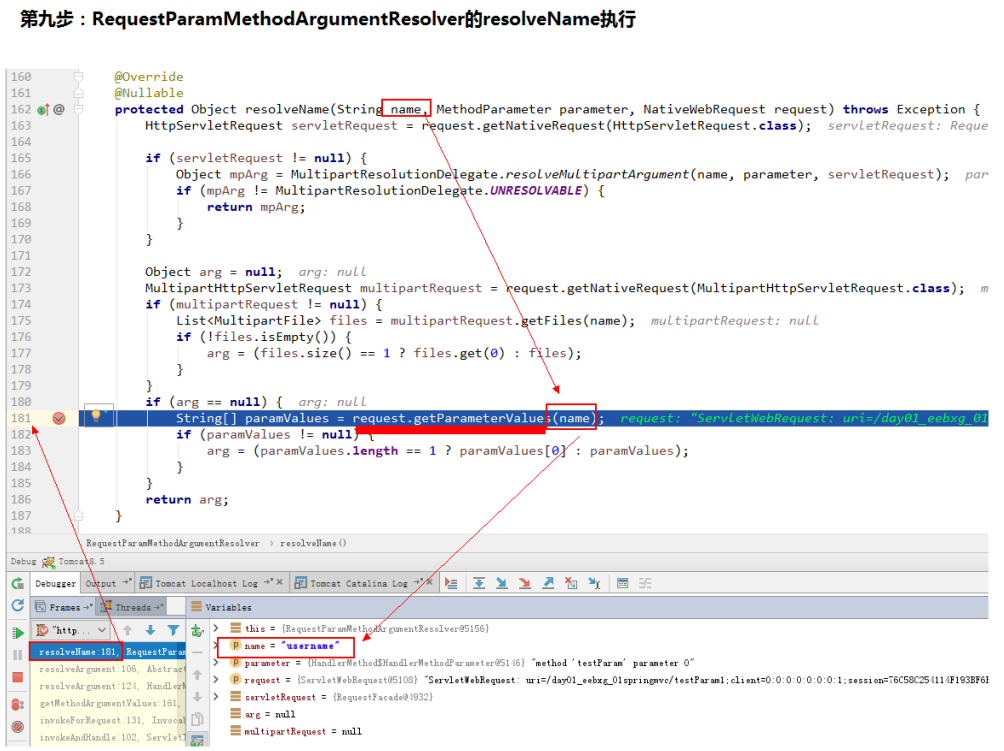 第九步：RequestParamMethodArgumentResolver的resolveName执行
160 @Override
161 @Nullable
162 @ protected Object resolveName(String name, MethodParameter parameter, NativeWebRequest request) throws Exception {
163 HttpServletRequest servletRequest = request.getNativeRequest(HttpServletRequest.class); servletRequest: Reque
164
165 if (servletRequest != null) {
166 Object mpArg = MultipartResolutionDelegate.resolveMultipartArgument(name, parameter, servletRequest); par
167 if (mpArg != MultipartResolutionDelegate.UNRESOLVABLE) {
168 return mpArg;
169 }
170 }
171
172 Object arg = null; arg: null
173 MultipartHttpServletRequest multipartRequest = request.getNativeRequest(MultipartHttpServletRequest.class); m
174 if (multipartRequest != null) {
175 List<MultipartFile> files = multipartRequest.getFiles(name); multipartRequest: null
176 if (!files.isEmpty()) {
177 arg = (files.size() == 1 ? files.get(0) : files);
178 }
179 }
180 if (arg == null) { arg: null
181 String[] paramValues = request.getParameterValues(name); request: "ServletWebRequest: uri=/day01_eebxg_01
182 if (paramValues != null) {
183 arg = (paramValues.length == 1 ? paramValues[0] : paramValues);
184 }
185 }
186 return arg;
187 }
188
RequestParamMethodArgumentResolver > resolveName()
Debug Tomcat8.5
Debugger Output Tomcat Localhost Log Tomcat Catalina Log
Frames Threads Variables
"http... this = {RequestParamMethodArgumentResolver@5156}
resolveName:181, RequestParam name = "username"
resolveArgument:106, Abstract parameter = {HandlerMethod$HandlerMethodParameter@5146} "method 'testParam' parameter 0"
resolveArgument:124, HandlerM request = {ServletWebRequest@5108} "ServletWebRequest: uri=/day01_eebxg_01springmvc/testParam1;client=0:0:0:0:0:0:0:1;session=76C58C254114F193BF6F
getMethodArgumentValues:161, servletRequest = {RequestFacade@4932}
invokeForRequest:131, Invocab arg = null
invokeAndHandle:102, ServletI multipartRequest = null